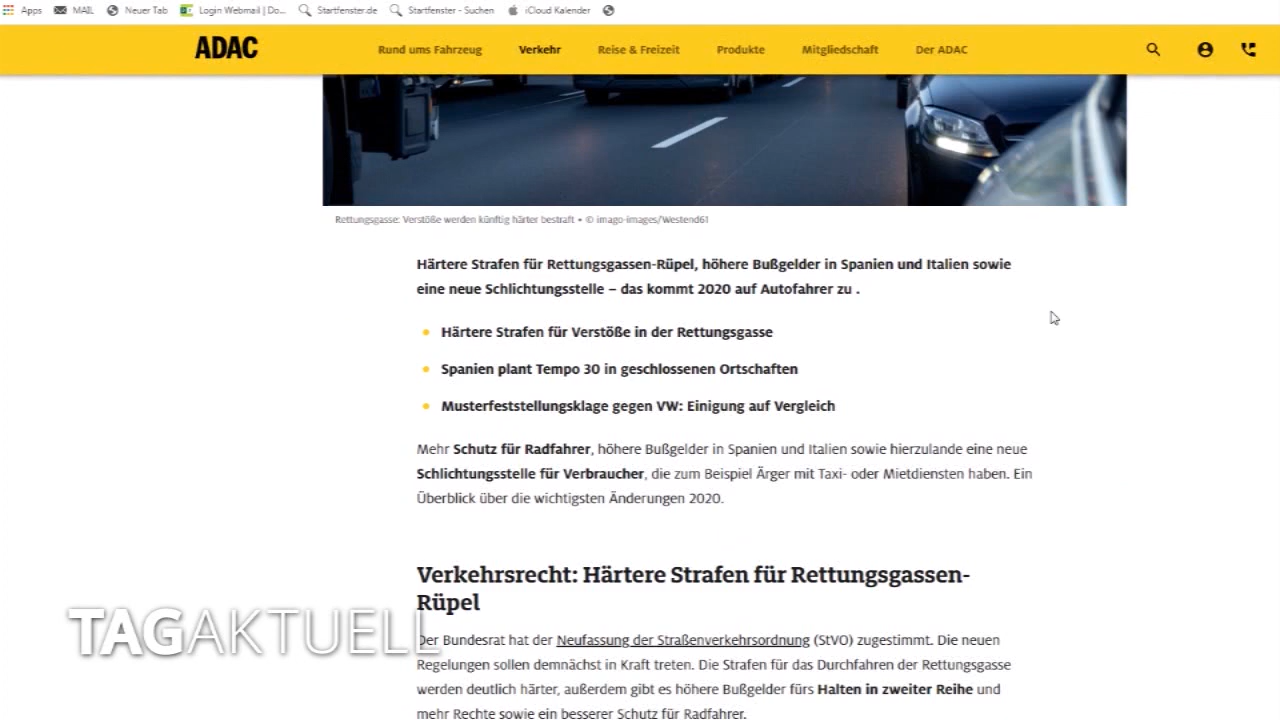 Apps MAIL Neuer Tab Login Webmail | Do... Startfenster.de Startfenster - Suchen iCloud Kalender
ADAC Rund ums Fahrzeug Verkehr Reise & Freizeit Produkte Mitgliedschaft Der ADAC
Rettungsgasse: Verstöße werden künftig härter bestraft • © imago-images/Westend61
Härtere Strafen für Rettungsgassen-Rüpel, höhere Bußgelder in Spanien und Italien sowie
eine neue Schlichtungsstelle – das kommt 2020 auf Autofahrer zu .
• Härtere Strafen für Verstöße in der Rettungsgasse
• Spanien plant Tempo 30 in geschlossenen Ortschaften
• Musterfeststellungsklage gegen VW: Einigung auf Vergleich
Mehr Schutz für Radfahrer, höhere Bußgelder in Spanien und Italien sowie hierzulande eine neue
Schlichtungsstelle für Verbraucher, die zum Beispiel Ärger mit Taxi- oder Mietdiensten haben. Ein
Überblick über die wichtigsten Änderungen 2020.
Verkehrsrecht: Härtere Strafen für Rettungsgassen-
Rüpel
TAGAKTUELL
Der Bundesrat hat der Neufassung der Straßenverkehrsordnung (StVO) zugestimmt. Die neuen
Regelungen sollen demnächst in Kraft treten. Die Strafen für das Durchfahren der Rettungsgasse
werden deutlich härter, außerdem gibt es höhere Bußgelder fürs Halten in zweiter Reihe und
mehr Rechte sowie ein besserer Schutz für Radfahrer.